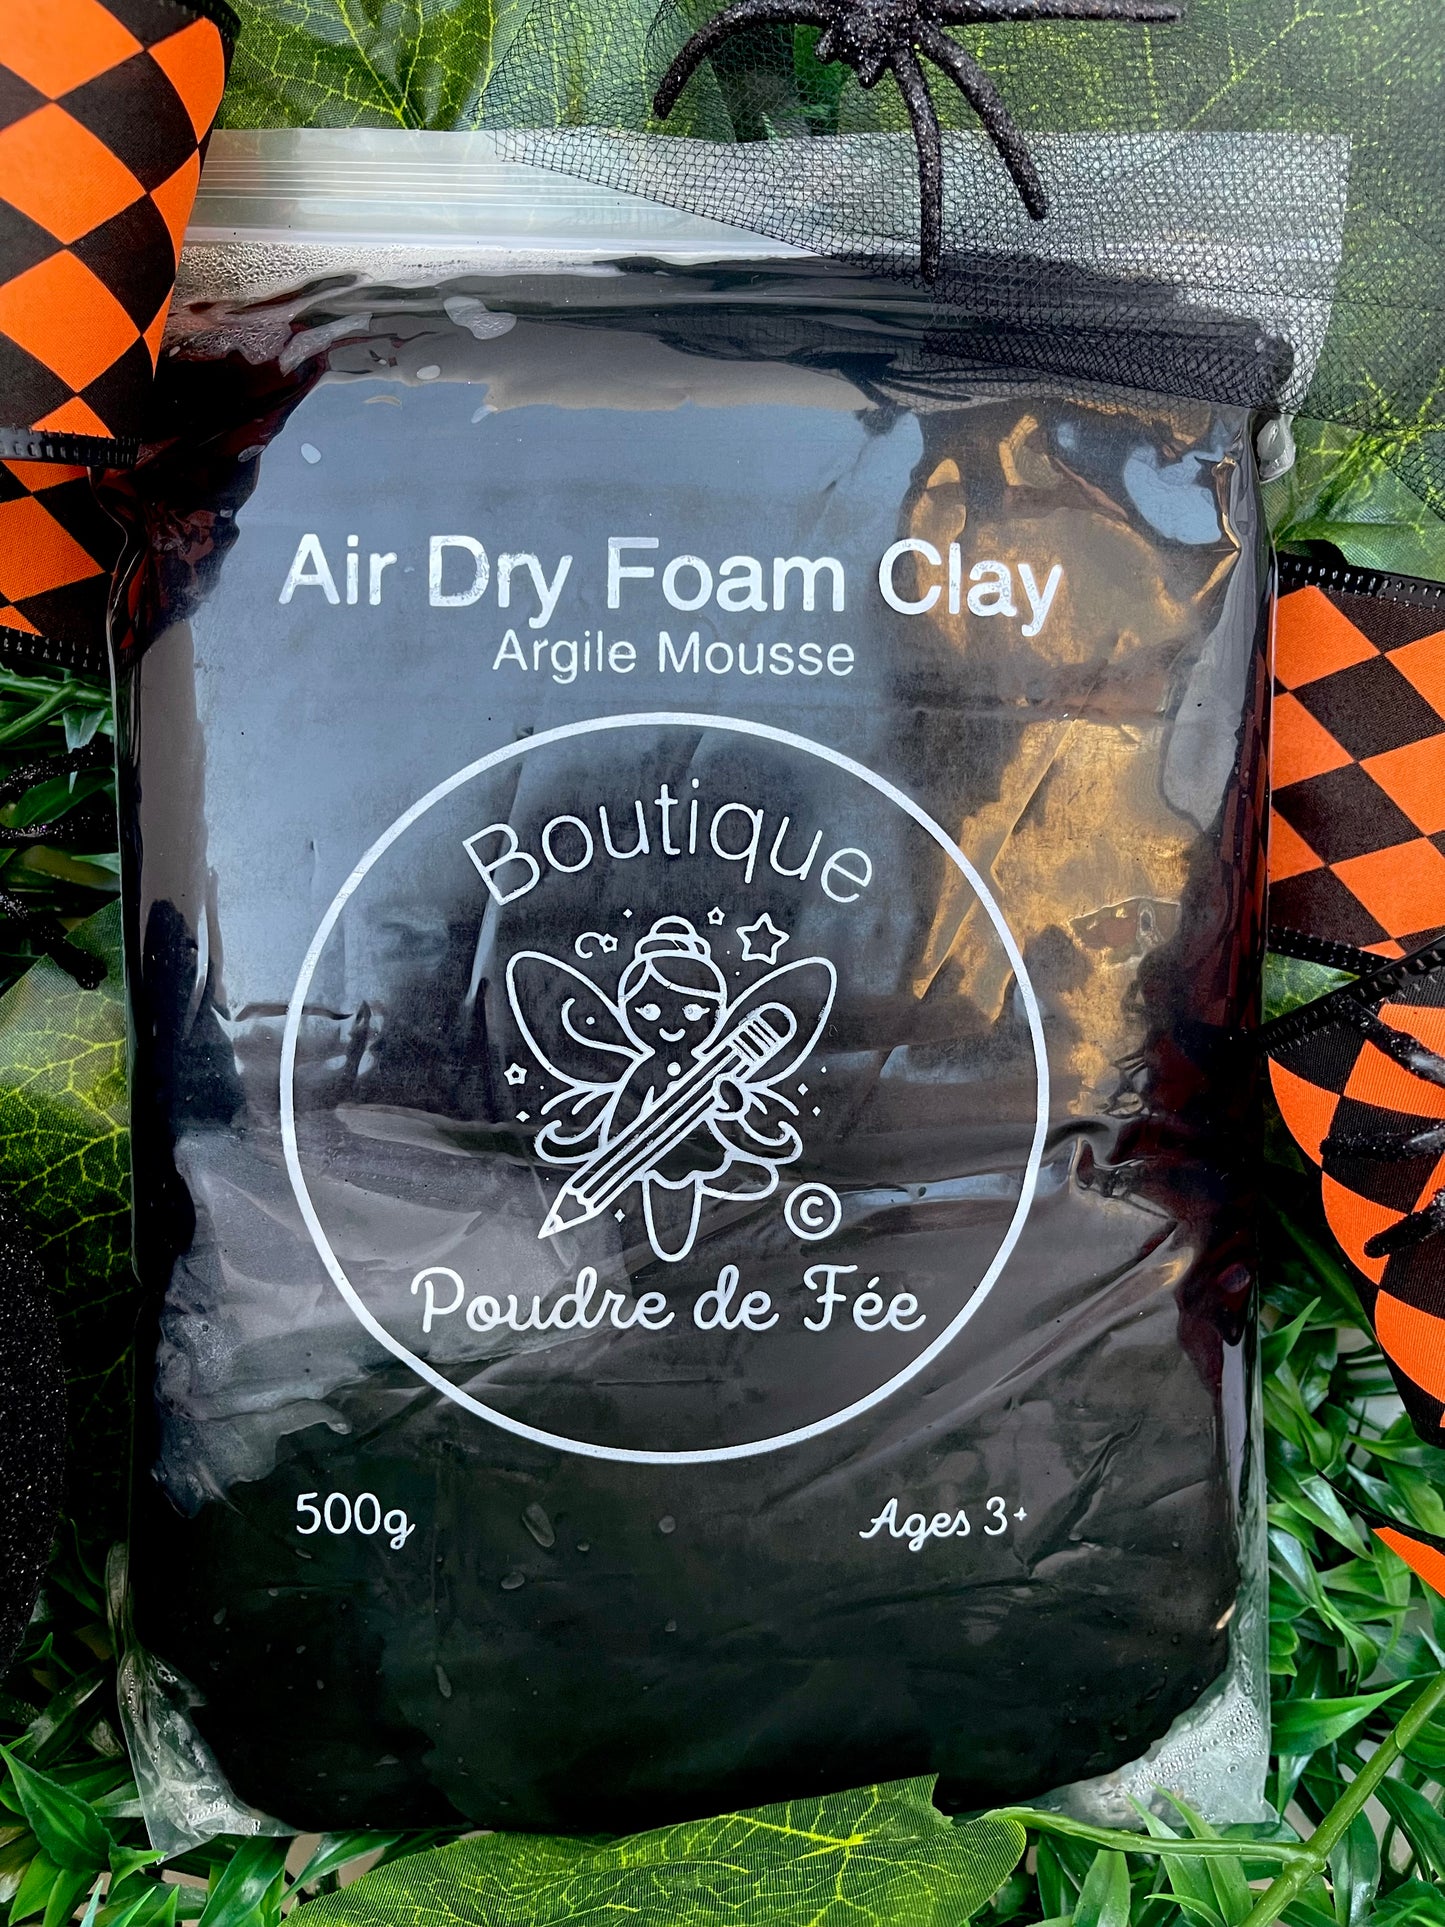 Air Dry Foam Clay
Argile Mousse
Boutique
©
Poudre de Fée
500g
Ages 3+